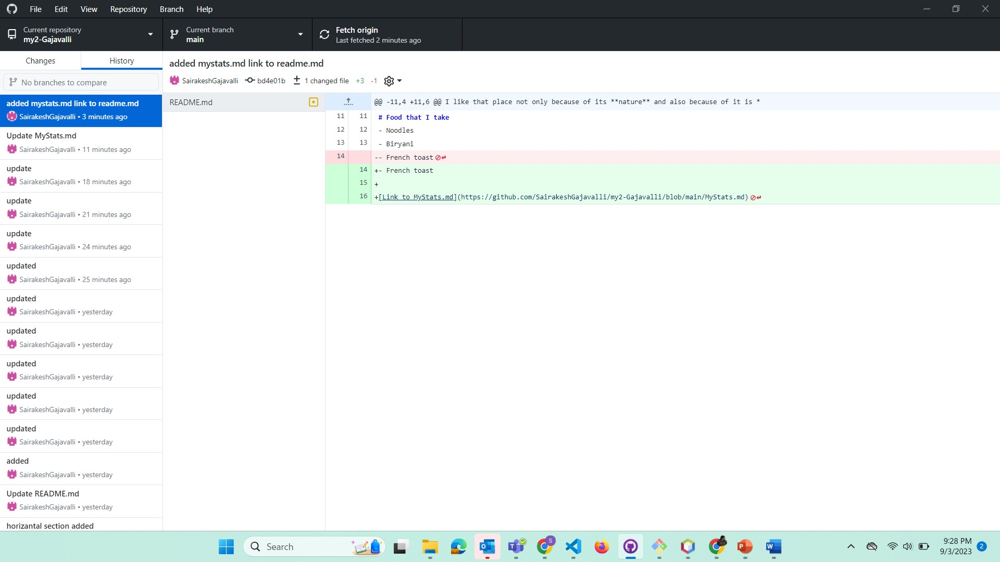 File Edit View Repository Branch Help
Current repository
my2-Gajavalli
Current branch
main
Fetch origin
Last fetched 2 minutes ago
Changes
History
No branches to compare
added mystats.md link to readme.md
SairakeshGajavalli • 3 minutes ago
Update MyStats.md
SairakeshGajavalli • 11 minutes ago
update
SairakeshGajavalli • 18 minutes ago
update
SairakeshGajavalli • 21 minutes ago
update
SairakeshGajavalli • 24 minutes ago
updated
SairakeshGajavalli • 25 minutes ago
updated
SairakeshGajavalli • yesterday
updated
SairakeshGajavalli • yesterday
updated
SairakeshGajavalli • yesterday
updated
SairakeshGajavalli • yesterday
updated
SairakeshGajavalli • yesterday
added
SairakeshGajavalli • yesterday
Update README.md
SairakeshGajavalli • yesterday
horizantal section added
added mystats.md link to readme.md
SairakeshGajavalli bd4e01b 1 changed file +3 -1
README.md
@@ -11,4 +11,6 @@ I like that place not only because of its **nature** and also because of it is *
11 11 # Food that I take
12 12 - Noodles
13 13 - Biryani
14 -- French toast
14 +- French toast
15 +
16 +[Link to MyStats.md](https://github.com/SairakeshGajavalli/my2-Gajavalli/blob/main/MyStats.md)
Search
S
9:28 PM
9/3/2023
2